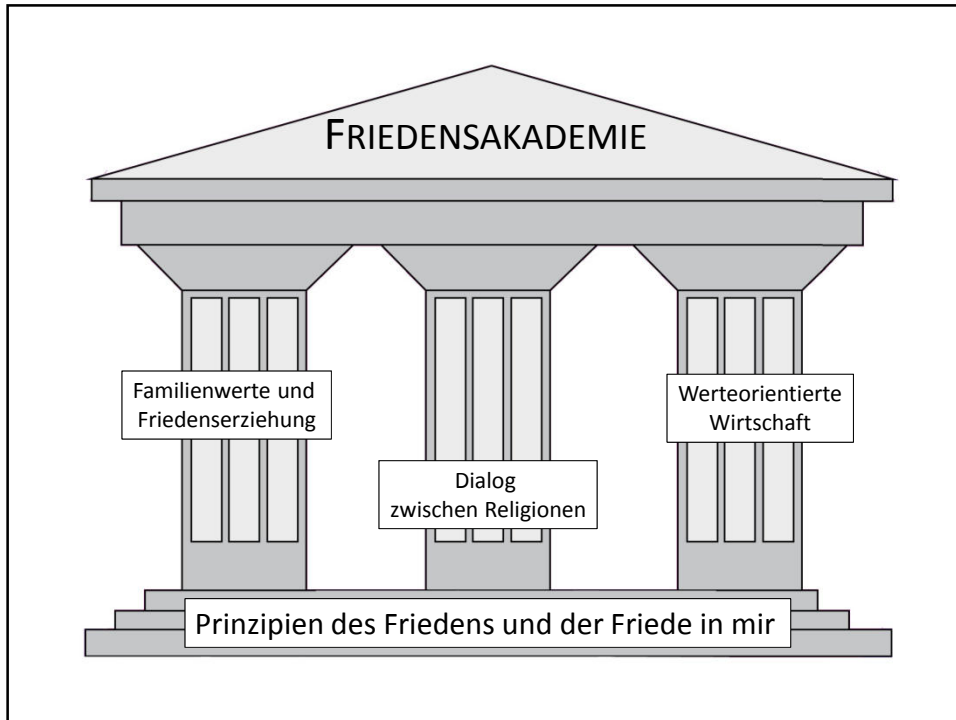 FRIEDENSAKADEMIE
Familienwerte und
Friedenserziehung
Dialog
zwischen Religionen
Werteorientierte
Wirtschaft
Prinzipien des Friedens und der Friede in mir